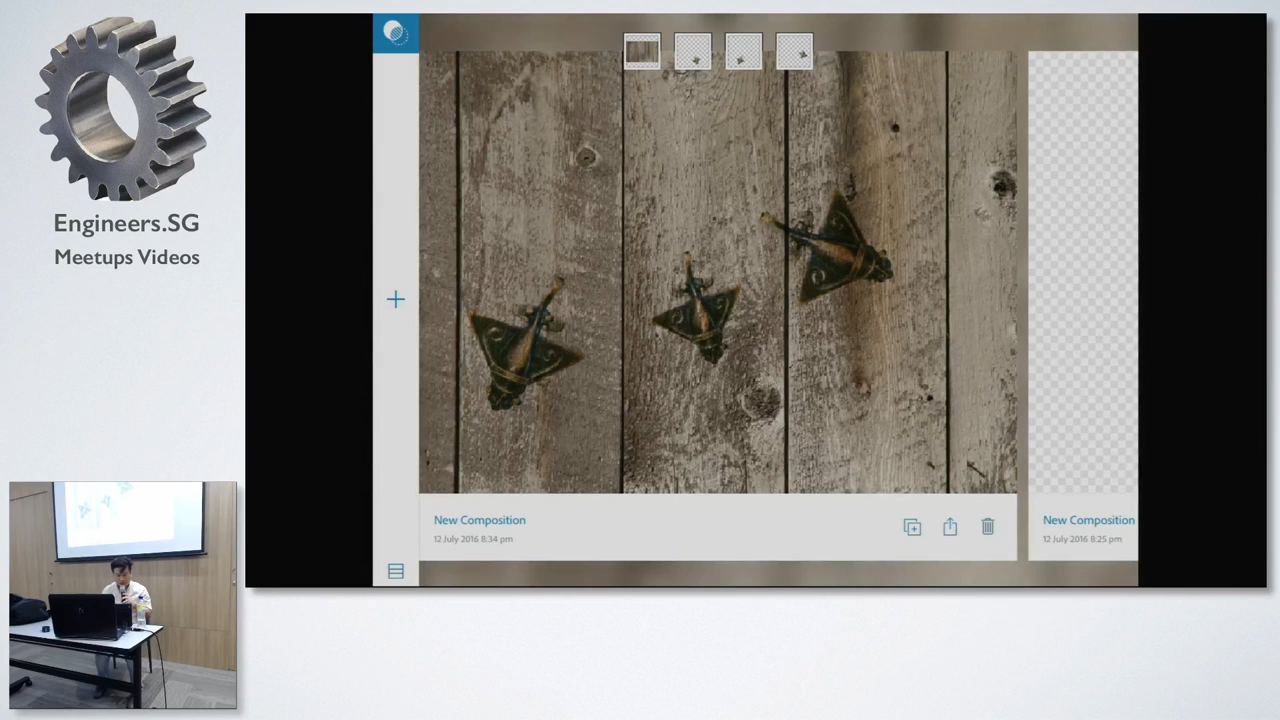 Engineers.SG
Meetups Videos
New Composition
12 July 2016 8:34 pm
New Composition
12 July 2016 8:25 pm